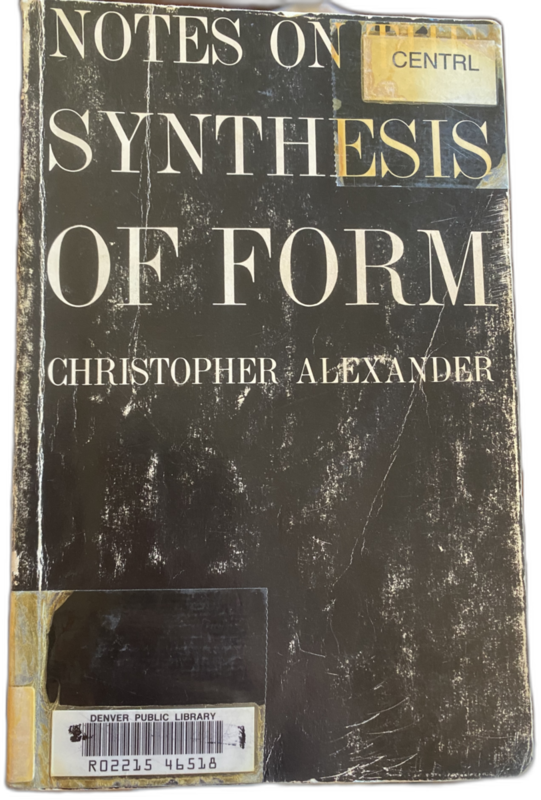 NOTES ON
CENTRL
SYNTHESIS
OF FORM
CHRISTOPHER ALEXANDER
DENVER PUBLIC LIBRARY
R02215 46518